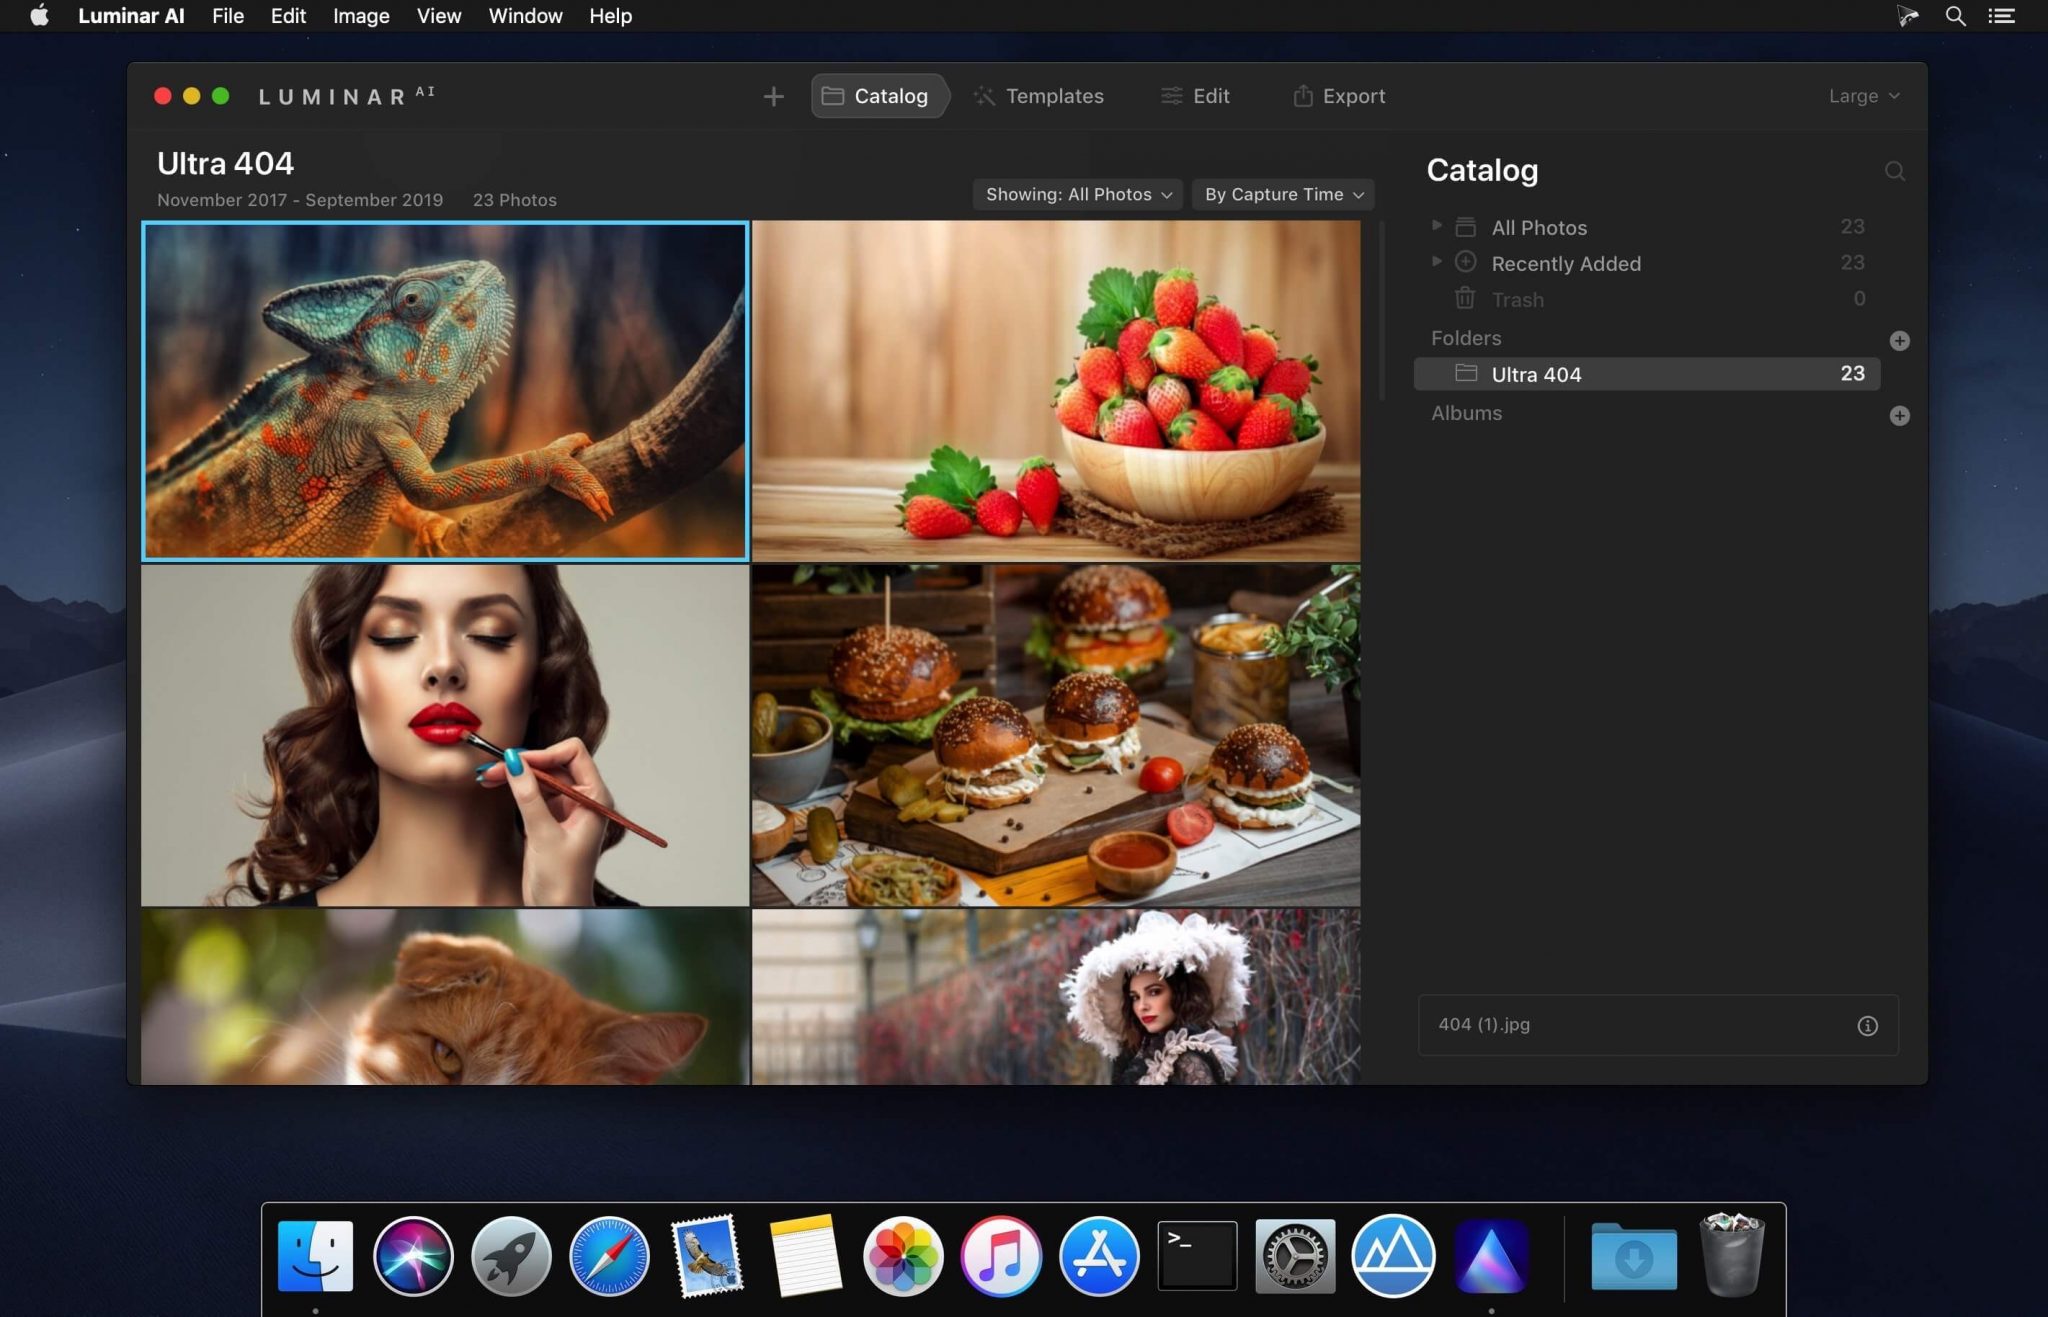 Luminar AI File Edit Image View Window Help
LUMINAR AI
Catalog Templates Edit Export Large
Ultra 404
November 2017 - September 2019 23 Photos
Showing: All Photos By Capture Time
Catalog
All Photos 23
Recently Added 23
Trash 0
Folders
Ultra 404 23
Albums
404 (1).jpg
>_